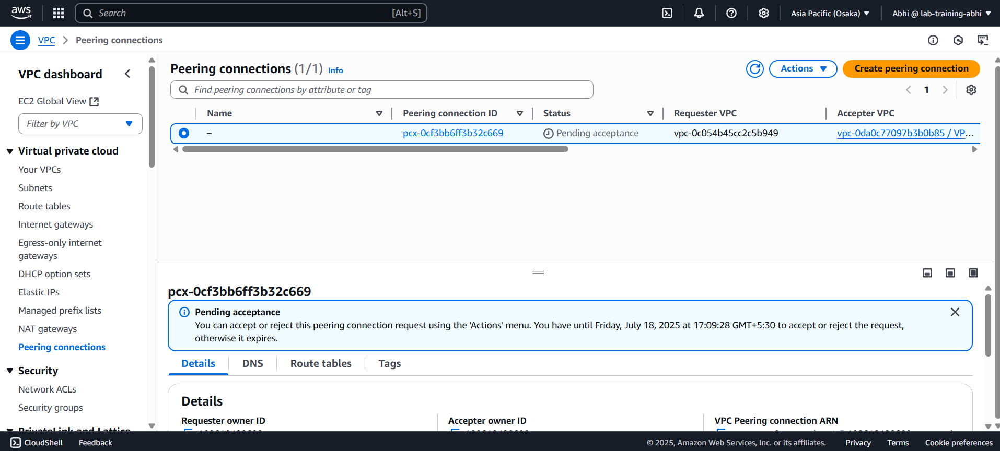 aws
Search [Alt+S]
Asia Pacific (Osaka)
Abhi @ lab-training-abhi
VPC
Peering connections
VPC dashboard
EC2 Global View
Filter by VPC
Virtual private cloud
Your VPCs
Subnets
Route tables
Internet gateways
Egress-only internet
gateways
DHCP option sets
Elastic IPs
Managed prefix lists
NAT gateways
Peering connections
Security
Network ACLs
Security groups
PrivateLink and Lattice
Peering connections (1/1) Info
Actions
Create peering connection
Find peering connections by attribute or tag
1
Name Peering connection ID Status Requester VPC Accepter VPC
– pcx-0cf3bb6ff3b32c669 Pending acceptance vpc-0c054b45cc2c5b949 vpc-0da0c77097b3b0b85 / VP...
pcx-0cf3bb6ff3b32c669
Pending acceptance
You can accept or reject this peering connection request using the 'Actions' menu. You have until Friday, July 18, 2025 at 17:09:28 GMT+5:30 to accept or reject the request,
otherwise it expires.
Details DNS Route tables Tags
Details
Requester owner ID Accepter owner ID VPC Peering connection ARN
CloudShell Feedback © 2025, Amazon Web Services, Inc. or its affiliates. Privacy Terms Cookie preferences